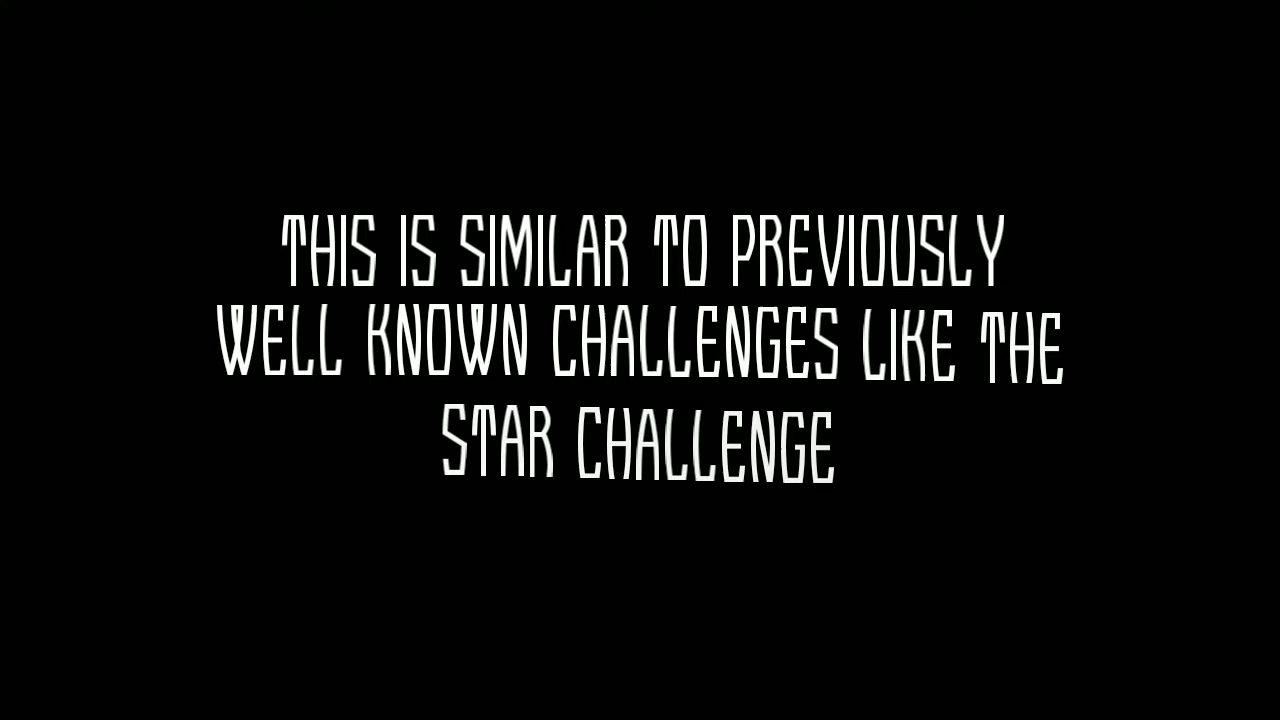 THIS IS SIMILAR TO PREVIOUSLY
WELL KNOWN CHALLENGES LIKE THE
STAR CHALLENGE